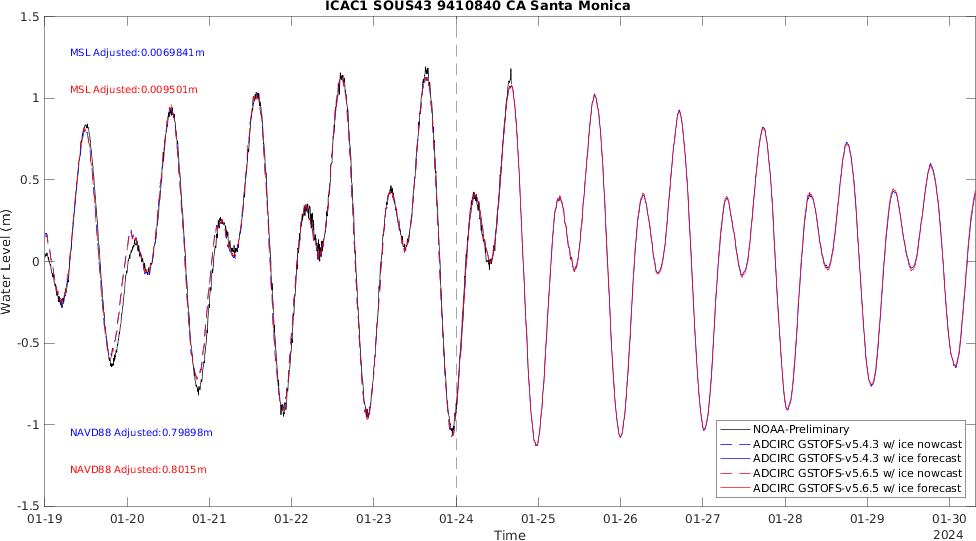 ICAC1 SOUS43 9410840 CA Santa Monica
1.5
1
0.5
0
-0.5
-1
-1.5
Water Level (m)
MSL Adjusted:0.0069841m
MSL Adjusted:0.009501m
NAVD88 Adjusted:0.79898m
NAVD88 Adjusted:0.8015m
NOAA-Preliminary
ADCIRC GSTOFS-v5.4.3 w/ ice nowcast
ADCIRC GSTOFS-v5.4.3 w/ ice forecast
ADCIRC GSTOFS-v5.6.5 w/ ice nowcast
ADCIRC GSTOFS-v5.6.5 w/ ice forecast
01-19 01-20 01-21 01-22 01-23 01-24 01-25 01-26 01-27 01-28 01-29 01-30
Time 2024